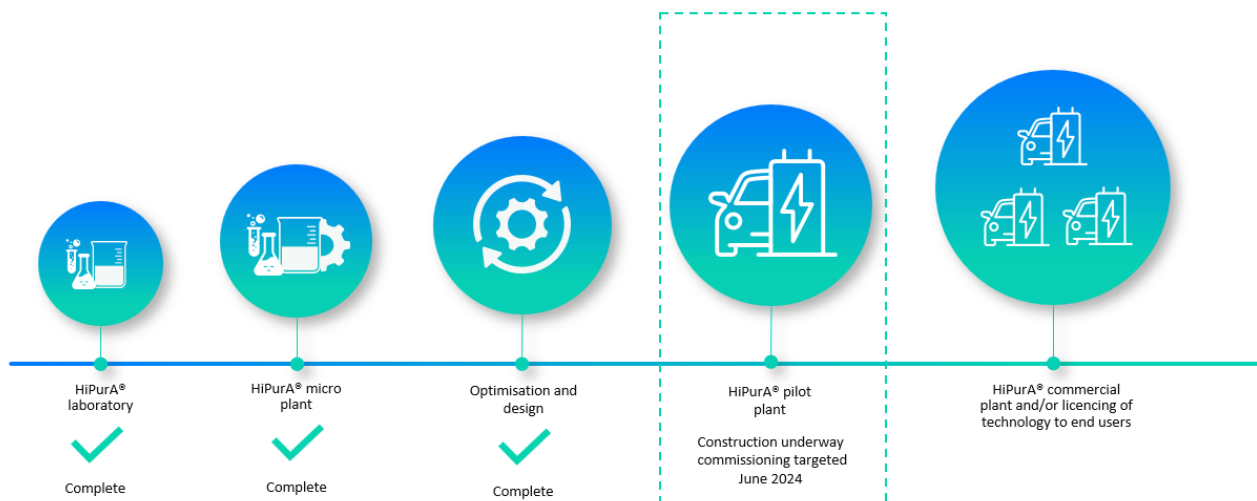 HiPurA® laboratory
Complete
HiPurA® micro
plant
Complete
Optimisation and
design
Complete
HiPurA® pilot
plant
Construction underway
commissioning targeted
June 2024
HiPurA® commercial
plant and/or licencing of
technology to end users